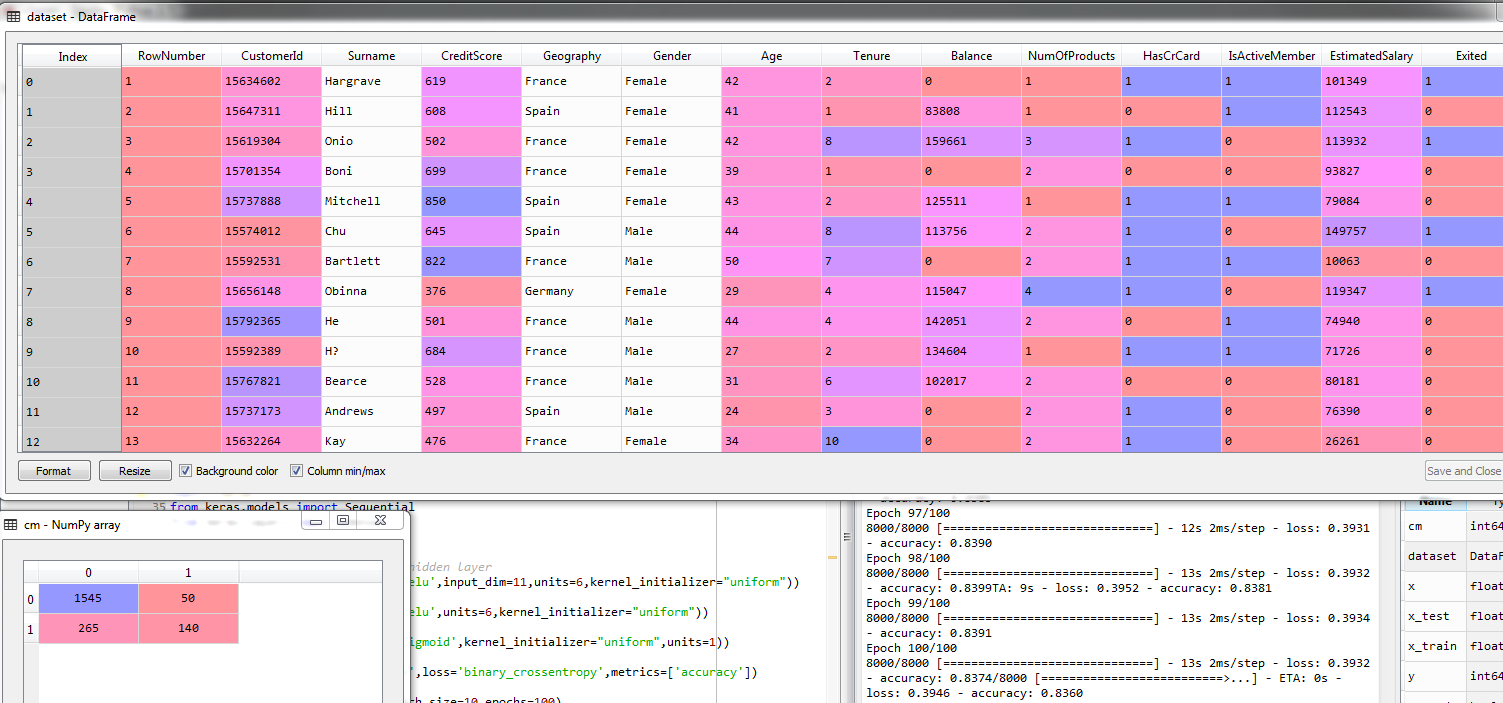 dataset - DataFrame
Index RowNumber CustomerId Surname CreditScore Geography Gender Age Tenure Balance NumOfProducts HasCrCard IsActiveMember EstimatedSalary Exited
0 1 15634602 Hargrave 619 France Female 42 2 0 1 1 1 101349 1
1 2 15647311 Hill 608 Spain Female 41 1 83808 1 0 1 112543 0
2 3 15619304 Onio 502 France Female 42 8 159661 3 1 0 113932 1
3 4 15701354 Boni 699 France Female 39 1 0 2 0 0 93827 0
4 5 15737888 Mitchell 850 Spain Female 43 2 125511 1 1 1 79084 0
5 6 15574012 Chu 645 Spain Male 44 8 113756 2 1 0 149757 1
6 7 15592531 Bartlett 822 France Male 50 7 0 2 1 1 10063 0
7 8 15656148 Obinna 376 Germany Female 29 4 115047 4 1 0 119347 1
8 9 15792365 He 501 France Male 44 4 142051 2 0 1 74940 0
9 10 15592389 H? 684 France Male 27 2 134604 1 1 1 71726 0
10 11 15767821 Bearce 528 France Male 31 6 102017 2 0 0 80181 0
11 12 15737173 Andrews 497 Spain Male 24 3 0 2 1 0 76390 0
12 13 15632264 Kay 476 France Female 34 10 0 2 1 0 26261 0
Format Resize Background color Column min/max Save and Close
35 from keras.models import Sequential
cm - NumPy array
0 1
0 1545 50
1 265 140
hidden layer
elu',input_dim=11,units=6,kernel_initializer="uniform"))
elu',units=6,kernel_initializer="uniform"))
igmoid',kernel_initializer="uniform",units=1))
',loss='binary_crossentropy',metrics=['accuracy'])
size=10,epochs=100)
Epoch 97/100
8000/8000 [==============================] - 12s 2ms/step - loss: 0.3931
- accuracy: 0.8390
Epoch 98/100
8000/8000 [==============================] - 13s 2ms/step - loss: 0.3932
- accuracy: 0.8399TA: 9s - loss: 0.3952 - accuracy: 0.8381
Epoch 99/100
8000/8000 [==============================] - 13s 2ms/step - loss: 0.3934
- accuracy: 0.8391
Epoch 100/100
8000/8000 [==============================] - 13s 2ms/step - loss: 0.3932
- accuracy: 0.8374/8000 [==========================>...] - ETA: 0s -
loss: 0.3946 - accuracy: 0.8360
Name Ty
cm int64
dataset DataF
x float
x_test float
x_train float
y int64